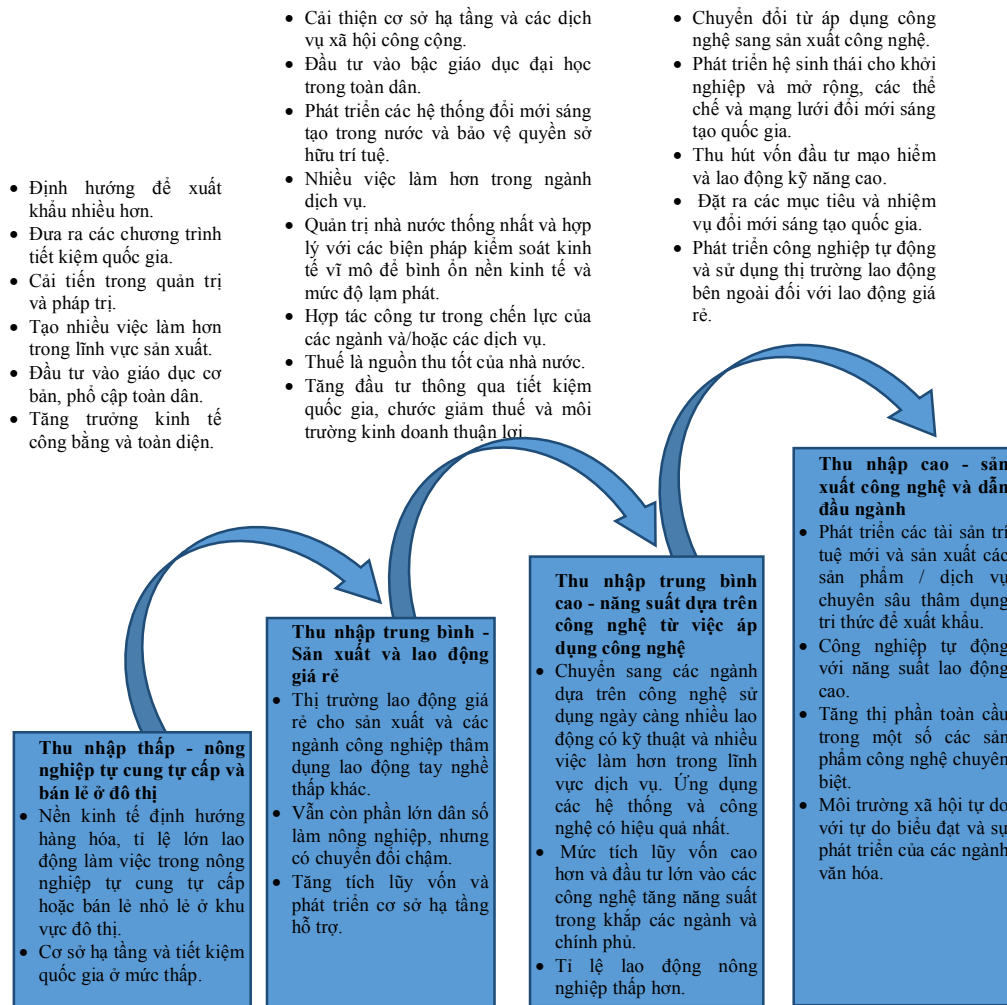 • Định hướng để xuất
khẩu nhiều hơn.
• Đưa ra các chương trình
tiết kiệm quốc gia.
• Cải tiến trong quản trị
và pháp trị.
• Tạo nhiều việc làm hơn
trong lĩnh vực sản xuất.
• Đầu tư vào giáo dục cơ
bản, phổ cập toàn dân.
• Tăng trưởng kinh tế
công bằng và toàn diện.
• Cải thiện cơ sở hạ tầng và các dịch
vụ xã hội công cộng.
• Đầu tư vào bậc giáo dục đại học
trong toàn dân.
• Phát triển các hệ thống đổi mới sáng
tạo trong nước và bảo vệ quyền sở
hữu trí tuệ.
• Nhiều việc làm hơn trong ngành
dịch vụ.
• Quản trị nhà nước thống nhất và hợp
lý với các biện pháp kiểm soát kinh
tế vĩ mô để bình ổn nền kinh tế và
mức độ lạm phát.
• Hợp tác công tư trong chến lực của
các ngành và/hoặc các dịch vụ.
• Thuế là nguồn thu tốt của nhà nước.
• Tăng đầu tư thông qua tiết kiệm
quốc gia, chước giảm thuế và môi
trường kinh doanh thuận lợi
• Chuyển đổi từ áp dụng công
nghệ sang sản xuất công nghệ.
• Phát triển hệ sinh thái cho khởi
nghiệp và mở rộng, các thể
chế và mạng lưới đổi mới sáng
tạo quốc gia.
• Thu hút vốn đầu tư mạo hiểm
và lao động kỹ năng cao.
• Đặt ra các mục tiêu và nhiệm
vụ đổi mới sáng tạo quốc gia.
• Phát triển công nghiệp tự động
và sử dụng thị trường lao động
bên ngoài đối với lao động giá
rẻ.
Thu nhập thấp - nông
nghiệp tự cung tự cấp và
bán lẻ ở đô thị
• Nền kinh tế định hướng
hàng hóa, tỉ lệ lớn lao
động làm việc trong nông
nghiệp tự cung tự cấp
hoặc bán lẻ nhỏ lẻ ở khu
vực đô thị.
• Cơ sở hạ tầng và tiết kiệm
quốc gia ở mức thấp.
Thu nhập trung bình -
Sản xuất và lao động
giá rẻ
• Thị trường lao động giá
rẻ cho sản xuất và các
ngành công nghiệp thâm
dụng lao động tay nghề
thấp khác.
• Vẫn còn phần lớn dân số
làm nông nghiệp, nhưng
có chuyển đổi chậm.
• Tăng tích lũy vốn và
phát triển cơ sở hạ tầng
hỗ trợ.
Thu nhập trung bình
cao - năng suất dựa trên
công nghệ từ việc áp
dụng công nghệ
• Chuyển sang các ngành
dựa trên công nghệ sử
dụng ngày càng nhiều lao
động có kỹ thuật và nhiều
việc làm hơn trong lĩnh
vực dịch vụ. Ứng dụng
các hệ thống và công
nghệ có hiệu quả nhất.
• Mức tích lũy vốn cao
hơn và đầu tư lớn vào các
công nghệ tăng năng suất
trong khắp các ngành và
chính phủ.
• Tỉ lệ lao động nông
nghiệp thấp hơn.
Thu nhập cao - sản
xuất công nghệ và dẫn
đầu ngành
• Phát triển các tài sản trí
tuệ mới và sản xuất các
sản phẩm / dịch vụ
chuyên sâu thâm dụng
tri thức để xuất khẩu.
• Công nghiệp tự động
với năng suất lao động
cao.
• Tăng thị phần toàn cầu
trong một số các sản
phẩm công nghệ chuyên
biệt.
• Môi trường xã hội tự do
với tự do biểu đạt và sự
phát triển của các ngành
văn hóa.